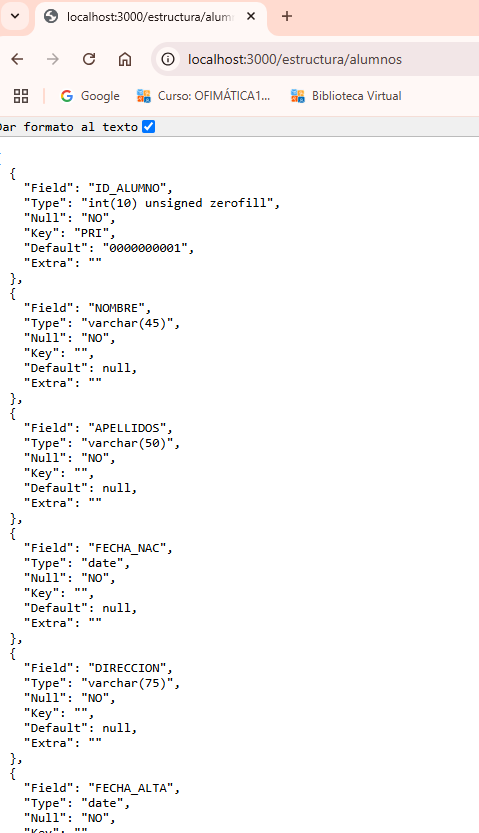 localhost:3000/estructura/alum
localhost:3000/estructura/alumnos
Google
Curso: OFIMÁTICA1...
Biblioteca Virtual
Dar formato al texto
[
{
"Field": "ID_ALUMNO",
"Type": "int(10) unsigned zerofill",
"Null": "NO",
"Key": "PRI",
"Default": "0000000001",
"Extra": ""
},
{
"Field": "NOMBRE",
"Type": "varchar(45)",
"Null": "NO",
"Key": "",
"Default": null,
"Extra": ""
},
{
"Field": "APELLIDOS",
"Type": "varchar(50)",
"Null": "NO",
"Key": "",
"Default": null,
"Extra": ""
},
{
"Field": "FECHA_NAC",
"Type": "date",
"Null": "NO",
"Key": "",
"Default": null,
"Extra": ""
},
{
"Field": "DIRECCION",
"Type": "varchar(75)",
"Null": "NO",
"Key": "",
"Default": null,
"Extra": ""
},
{
"Field": "FECHA_ALTA",
"Type": "date",
"Null": "NO",
"Key": "",